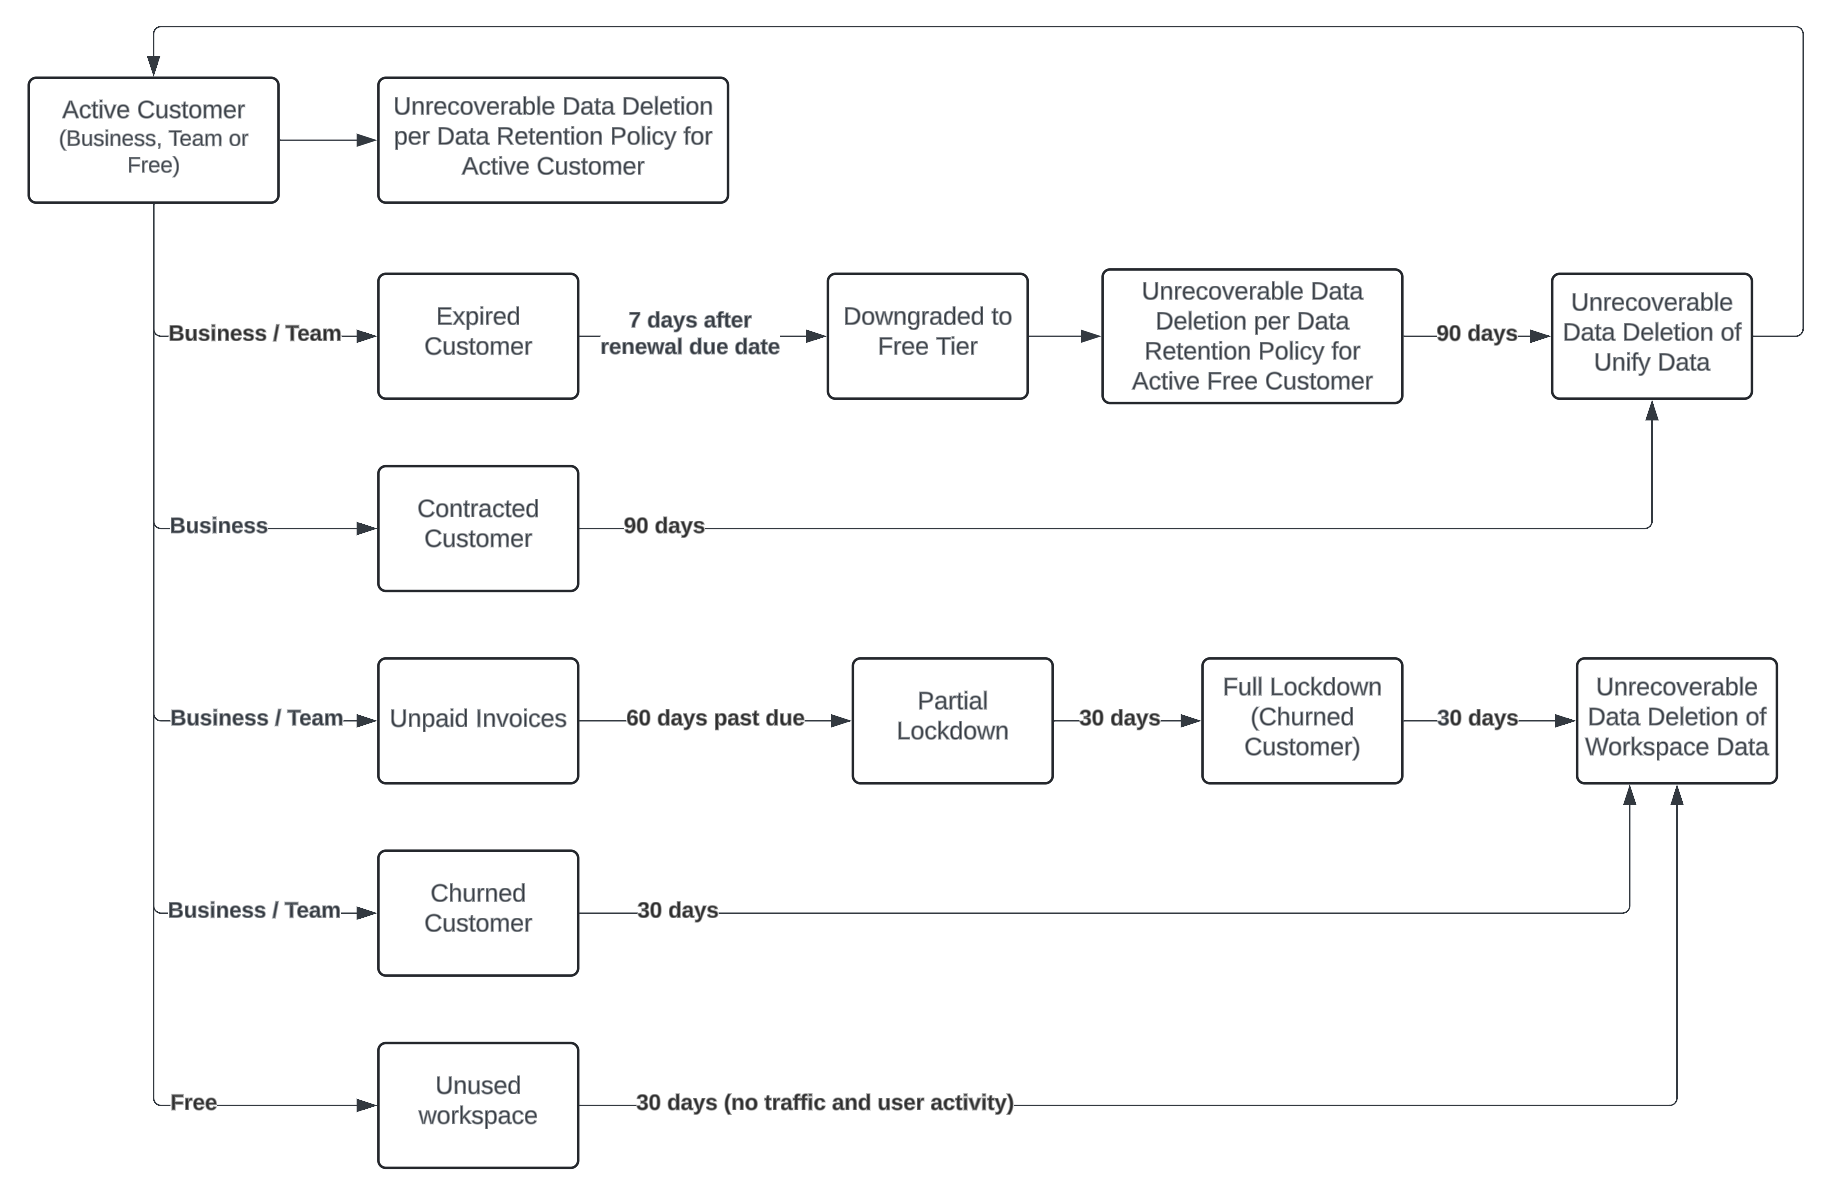 Active Customer
(Business, Team or
Free)
Unrecoverable Data Deletion
per Data Retention Policy for
Active Customer
Business / Team
Expired
Customer
7 days after
renewal due date
Downgraded to
Free Tier
Unrecoverable Data
Deletion per Data
Retention Policy for
Active Free Customer
90 days
Unrecoverable
Data Deletion of
Unify Data
Business
Contracted
Customer
90 days
Business / Team
Unpaid Invoices
60 days past due
Partial
Lockdown
30 days
Full Lockdown
(Churned
Customer)
30 days
Unrecoverable
Data Deletion of
Workspace Data
Business / Team
Churned
Customer
30 days
Free
Unused
workspace
30 days (no traffic and user activity)